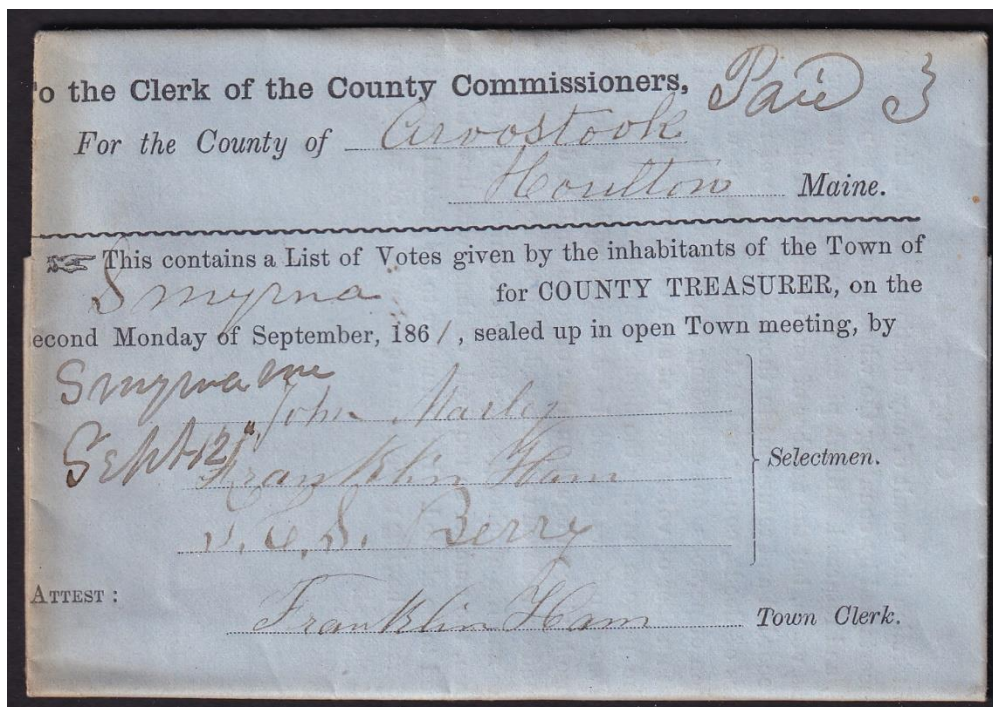 To the Clerk of the County Commissioners, Paid 3
For the County of Aroostook
Houlton Maine.
This contains a List of Votes given by the inhabitants of the Town of
Smyrna for COUNTY TREASURER, on the
econd Monday of September, 1861, sealed up in open Town meeting, by
Smyrna me
John Marley
Sept 12"
Franklin Ham
Selectmen.
Berry
ATTEST :
Franklin Ham Town Clerk.